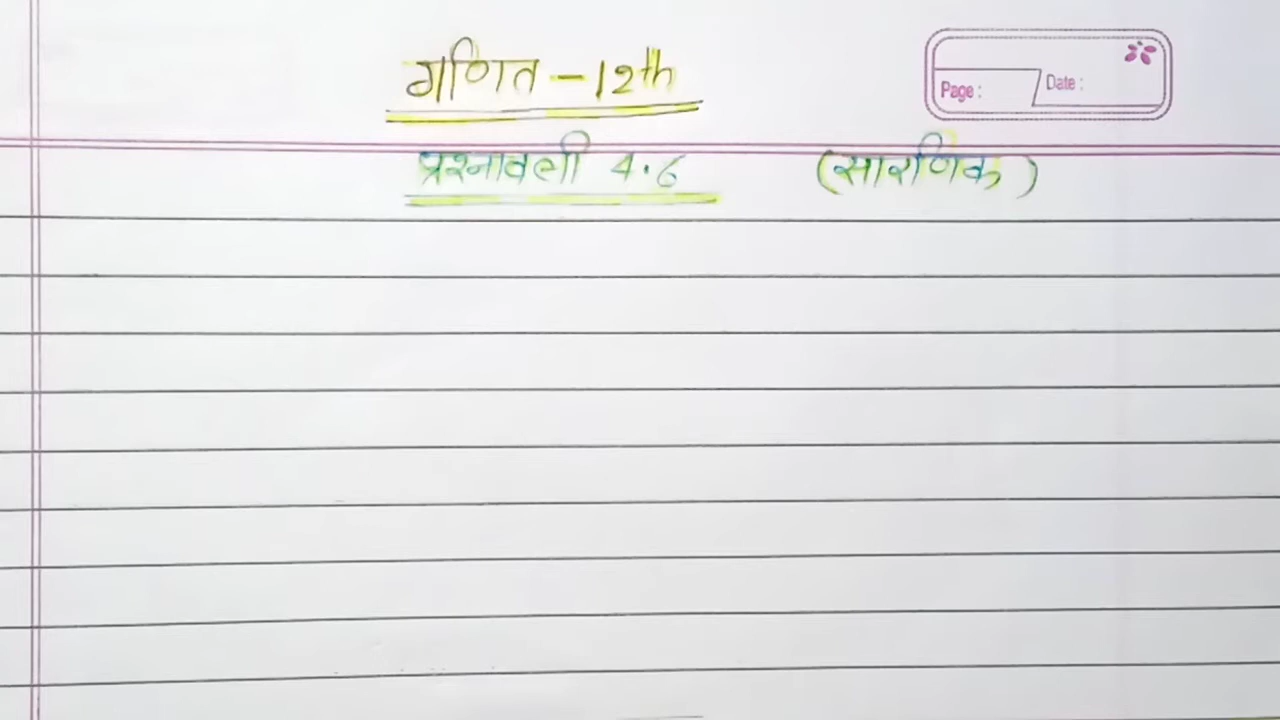 गणित - 12th
Page :
Date :
प्रश्नावली 4.6 (सारणिक)